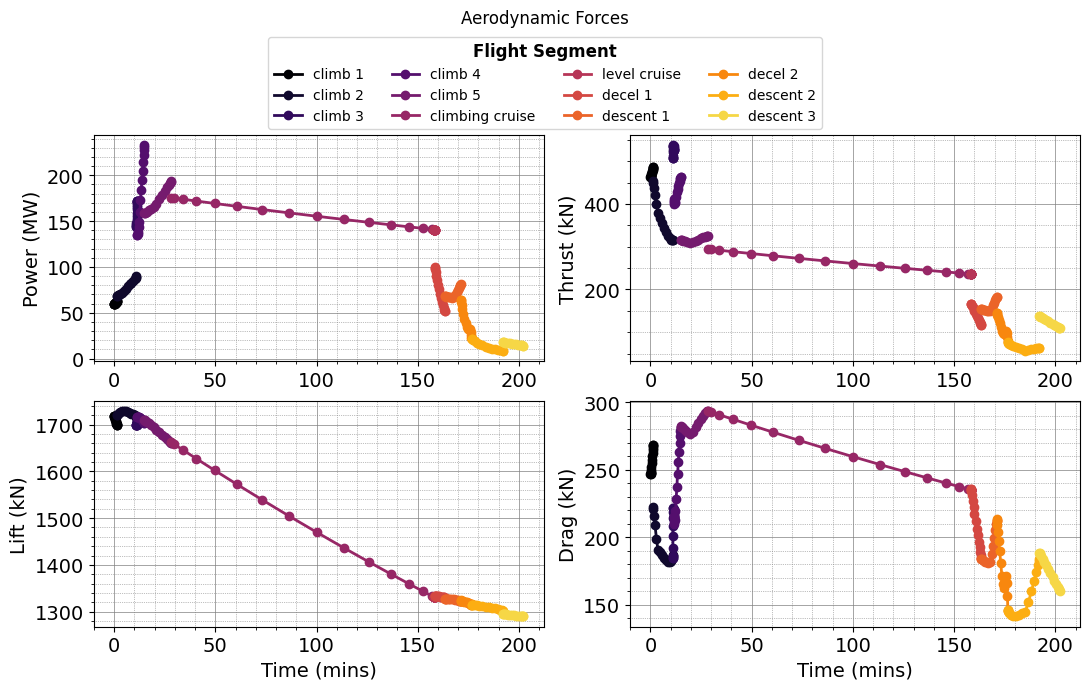 Aerodynamic Forces
Flight Segment
climb 1 climb 4 level cruise decel 2
climb 2 climb 5 decel 1 descent 2
climb 3 climbing cruise descent 1 descent 3
Power (MW)
200
150
100
50
0
0 50 100 150 200
Thrust (kN)
400
200
0 50 100 150 200
Lift (kN)
1700
1600
1500
1400
1300
0 50 100 150 200
Time (mins)
Drag (kN)
300
250
200
150
0 50 100 150 200
Time (mins)